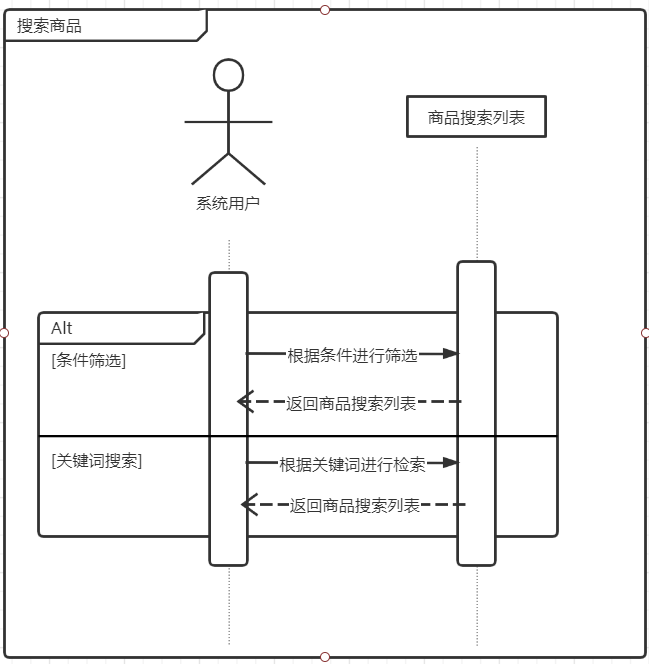 搜索商品
商品搜索列表
系统用户
Alt
[条件筛选]
根据条件进行筛选
返回商品搜索列表
[关键词搜索]
根据关键词进行检索
返回商品搜索列表